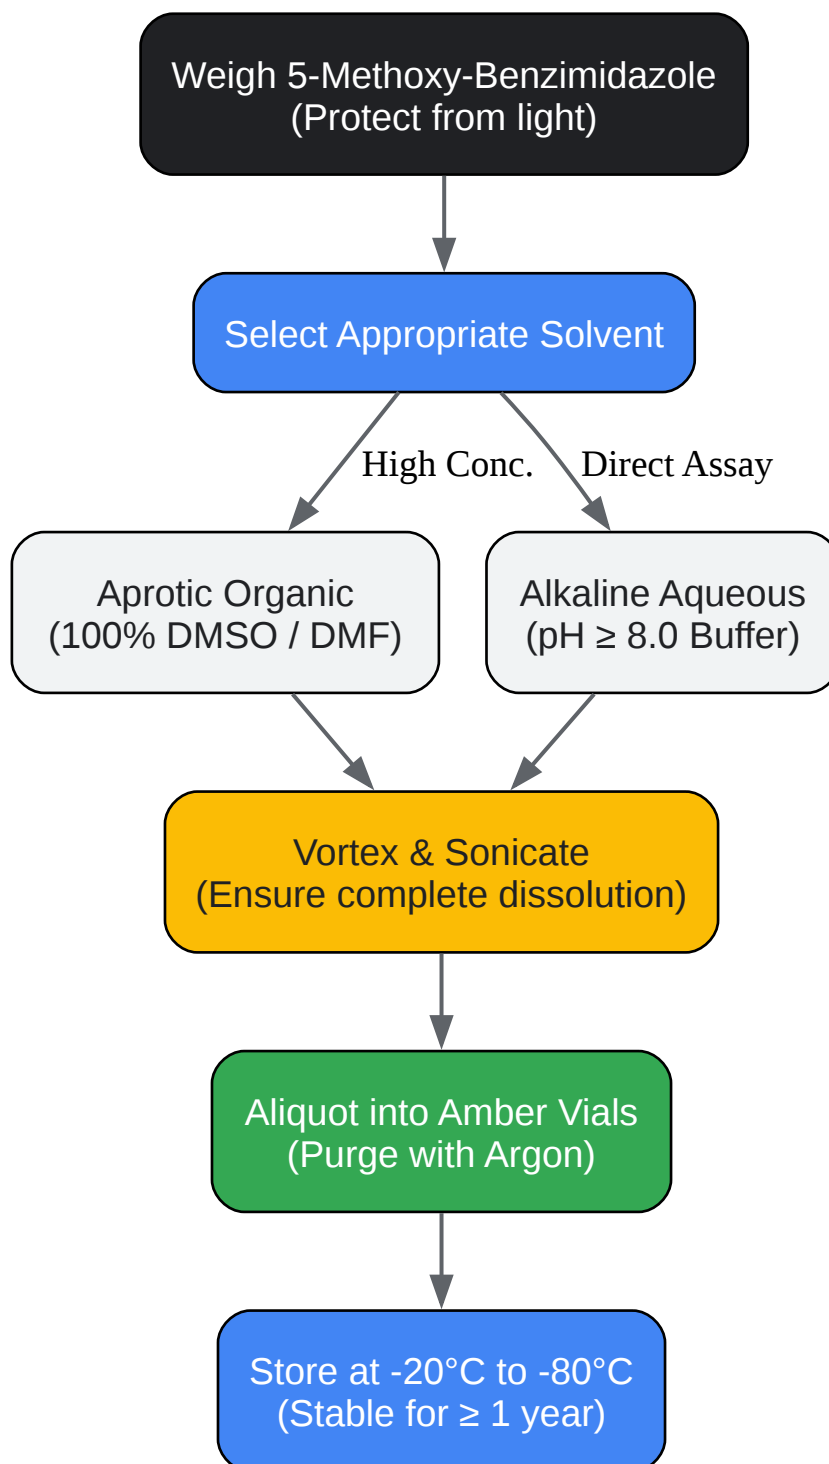 Weigh 5-Methoxy-Benzimidazole
(Protect from light)
Select Appropriate Solvent
High Conc.
Direct Assay
Aprotic Organic
(100% DMSO / DMF)
Alkaline Aqueous
(pH ≥ 8.0 Buffer)
Vortex & Sonicate
(Ensure complete dissolution)
Aliquot into Amber Vials
(Purge with Argon)
Store at -20°C to -80°C
(Stable for ≥ 1 year)